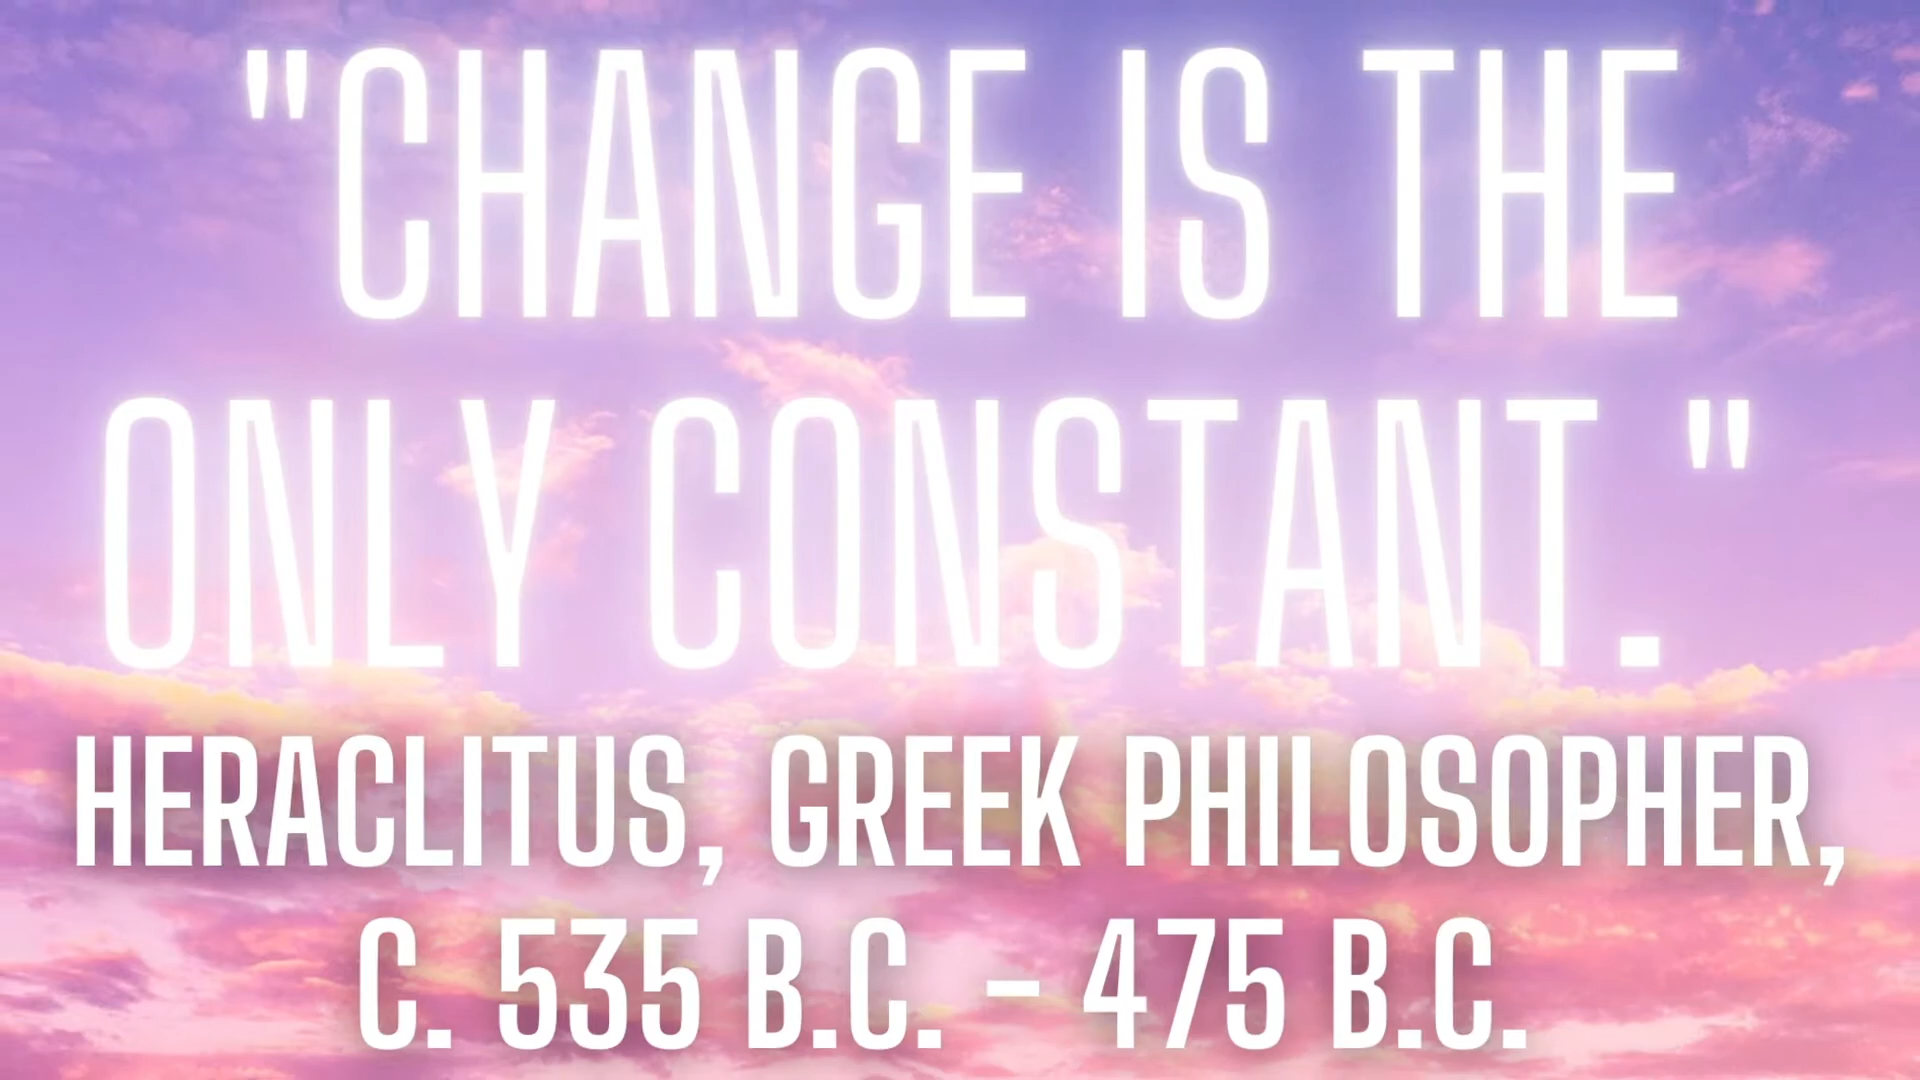 "CHANGE IS THE
ONLY CONSTANT."
HERACLITUS, GREEK PHILOSOPHER,
C. 535 B.C. - 475 B.C.